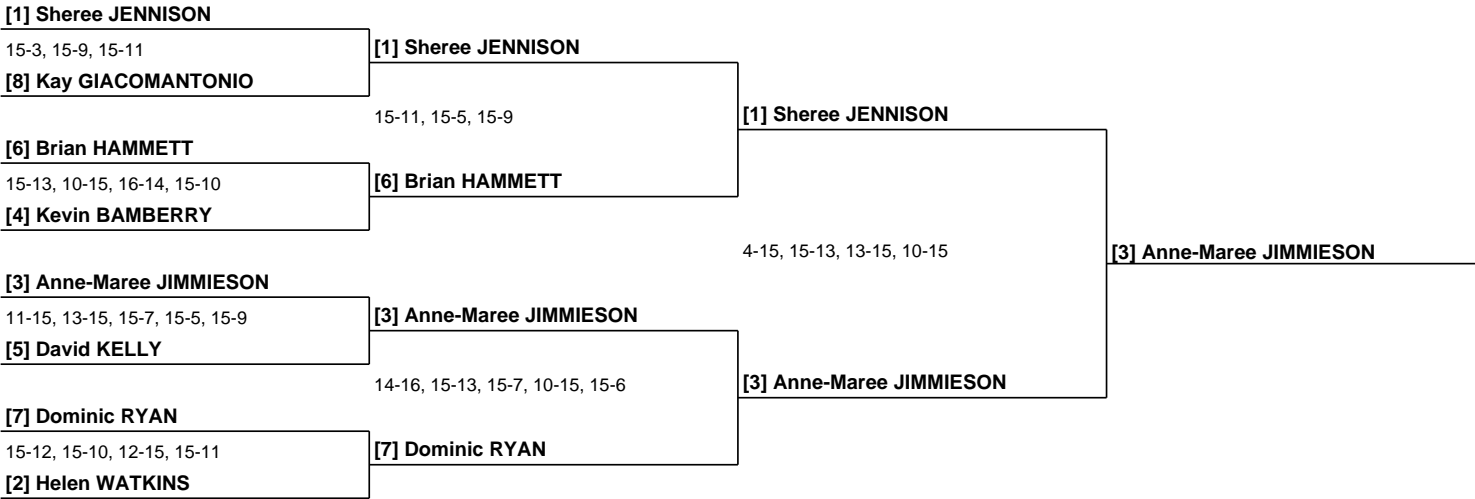 [1] Sheree JENNISON
15-3, 15-9, 15-11
[8] Kay GIACOMANTONIO
[6] Brian HAMMETT
15-13, 10-15, 16-14, 15-10
[4] Kevin BAMBERRY
[3] Anne-Maree JIMMIESON
11-15, 13-15, 15-7, 15-5, 15-9
[5] David KELLY
[7] Dominic RYAN
15-12, 15-10, 12-15, 15-11
[2] Helen WATKINS
[1] Sheree JENNISON
15-11, 15-5, 15-9
[6] Brian HAMMETT
[3] Anne-Maree JIMMIESON
14-16, 15-13, 15-7, 10-15, 15-6
[7] Dominic RYAN
[1] Sheree JENNISON
4-15, 15-13, 13-15, 10-15
[3] Anne-Maree JIMMIESON
[3] Anne-Maree JIMMIESON